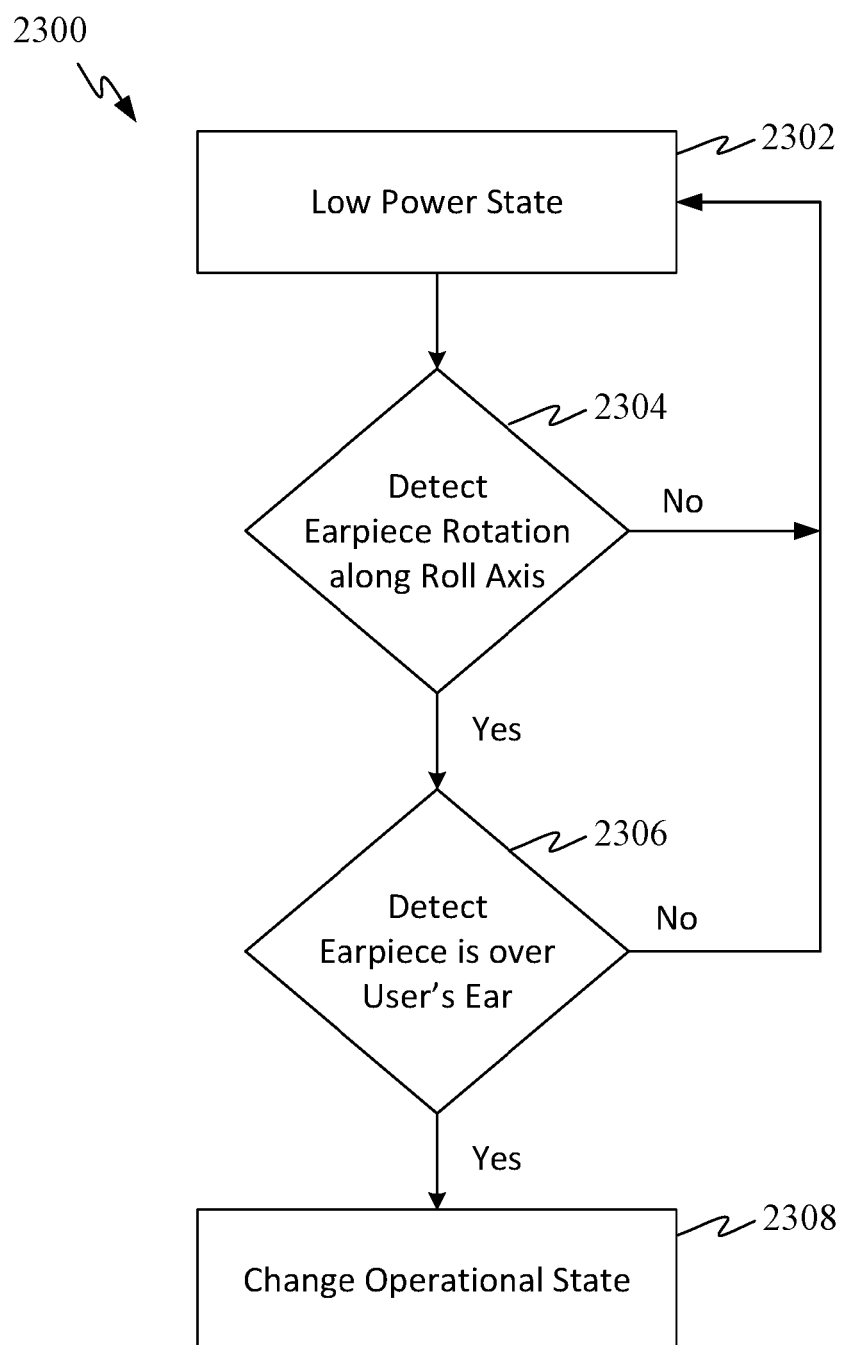 2300
2302
Low Power State
2304
Detect
Earpiece Rotation
along Roll Axis
No
Yes
2306
Detect
Earpiece is over
User’s Ear
No
Yes
2308
Change Operational State